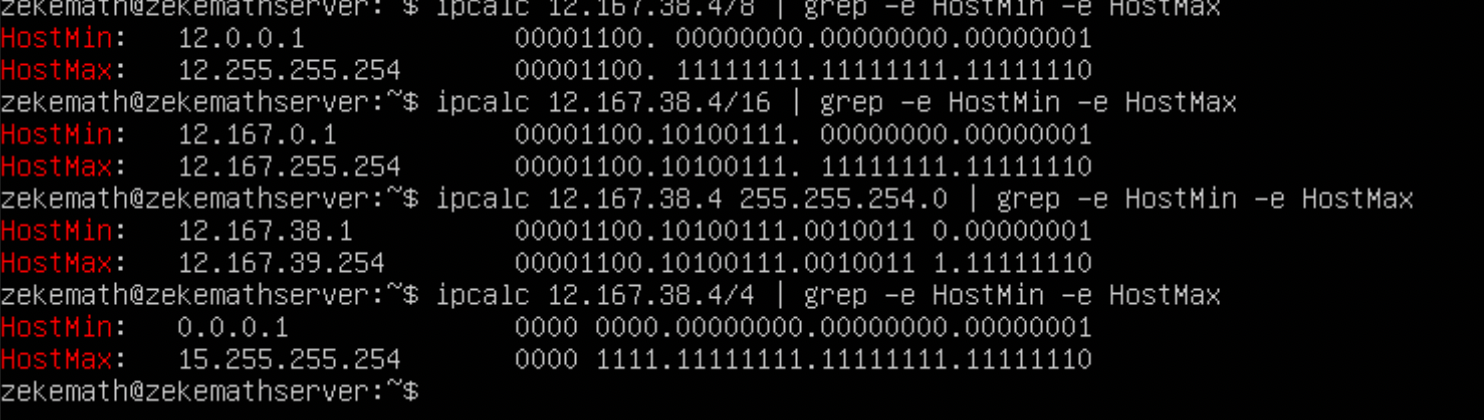 zekemath@zekemathserver:~$ ipcalc 12.167.38.4/8 | grep -e HostMin -e HostMax
HostMin:   12.0.0.1             00001100. 00000000.00000000.00000001
HostMax:   12.255.255.254       00001100. 11111111.11111111.11111110
zekemath@zekemathserver:~$ ipcalc 12.167.38.4/16 | grep -e HostMin -e HostMax
HostMin:   12.167.0.1           00001100.10100111. 00000000.00000001
HostMax:   12.167.255.254       00001100.10100111. 11111111.11111110
zekemath@zekemathserver:~$ ipcalc 12.167.38.4 255.255.254.0 | grep -e HostMin -e HostMax
HostMin:   12.167.38.1          00001100.10100111.0010011 0.00000001
HostMax:   12.167.39.254        00001100.10100111.0010011 1.11111110
zekemath@zekemathserver:~$ ipcalc 12.167.38.4/4 | grep -e HostMin -e HostMax
HostMin:   0.0.0.1              0000 0000.00000000.00000000.00000001
HostMax:   15.255.255.254       0000 1111.11111111.11111111.11111110
zekemath@zekemathserver:~$